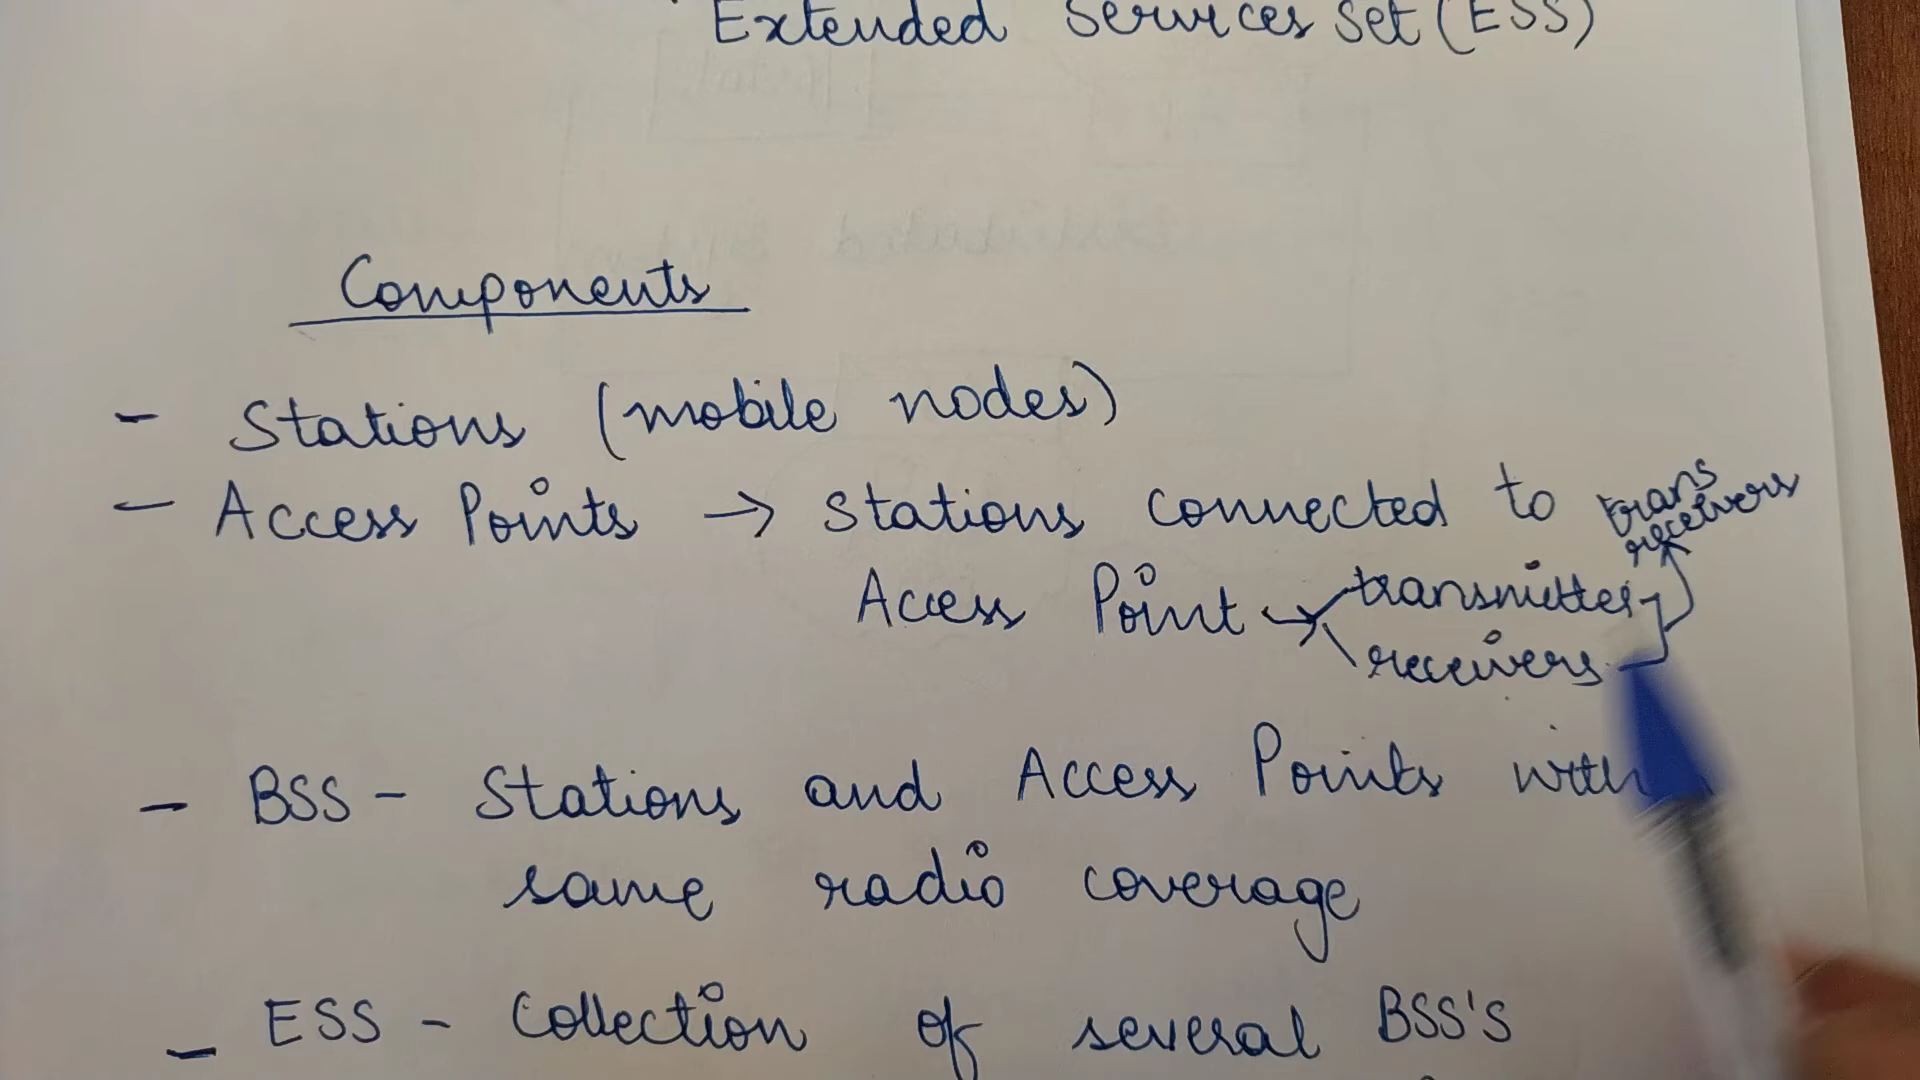 Extended Services Set (ESS)
Components
- Stations (mobile nodes)
- Access Points → Stations connected to trans
receivers
Access Point → transmitters
receivers
- BSS - Stations and Access Points with
same radio coverage
- ESS - Collection of several BSS's